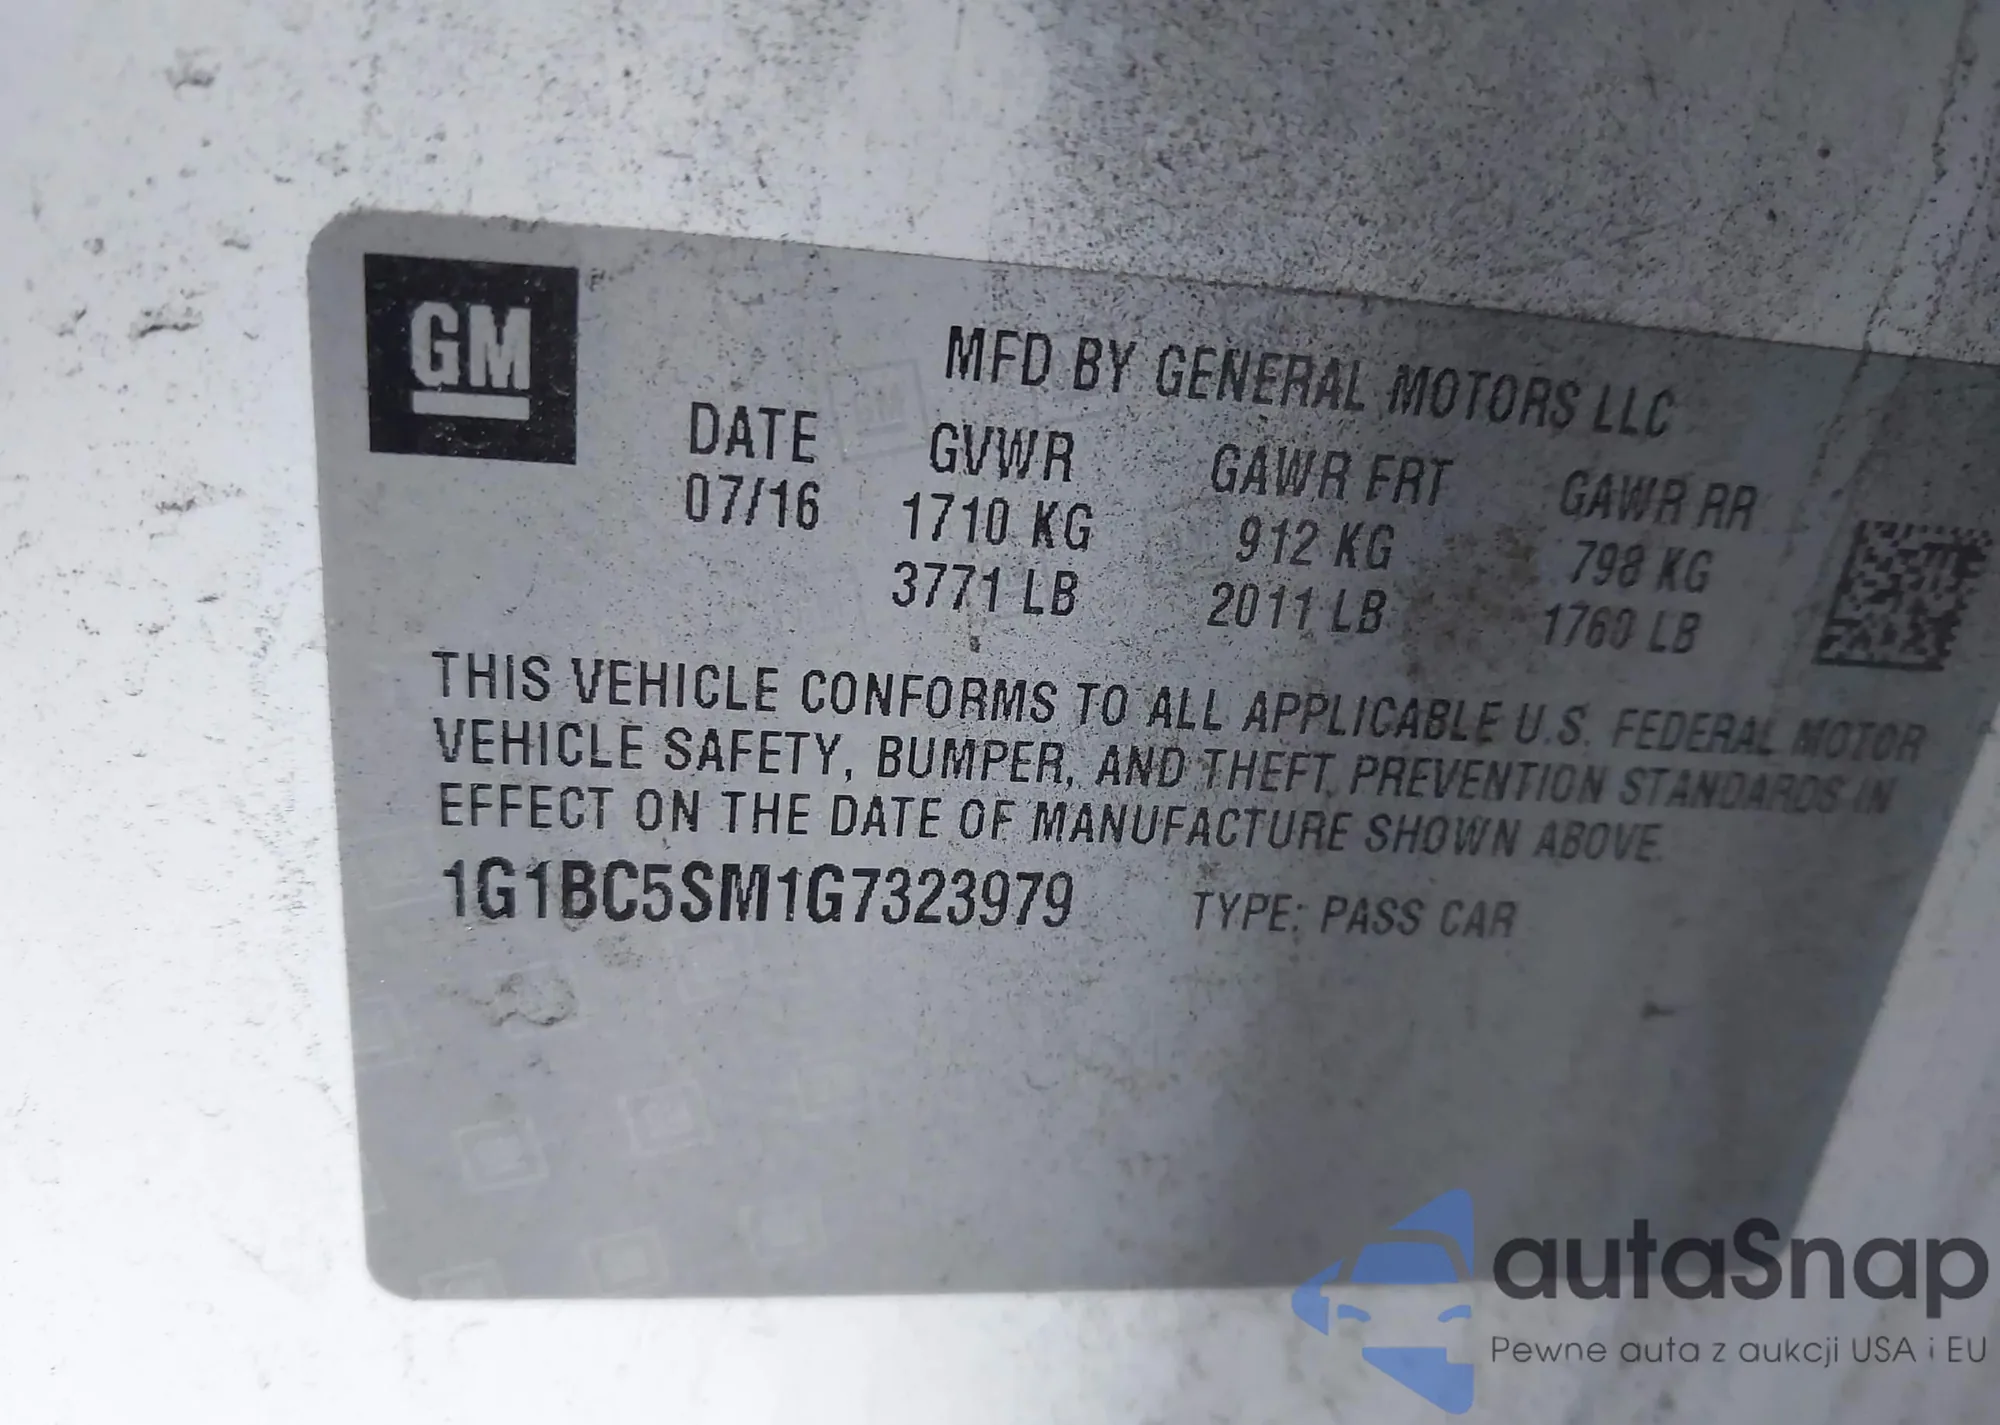 GM
MFD BY GENERAL MOTORS LLC
DATE GVWR GAWR FRT GAWR RR
07/16 1710 KG 912 KG 798 KG
3771 LB 2011 LB 1760 LB
THIS VEHICLE CONFORMS TO ALL APPLICABLE U.S. FEDERAL MOTOR
VEHICLE SAFETY, BUMPER, AND THEFT PREVENTION STANDARDS IN
EFFECT ON THE DATE OF MANUFACTURE SHOWN ABOVE.
1G1BC5SM1G7323979 TYPE: PASS CAR
autaSnap
Pewne auta z aukcji USA i EU